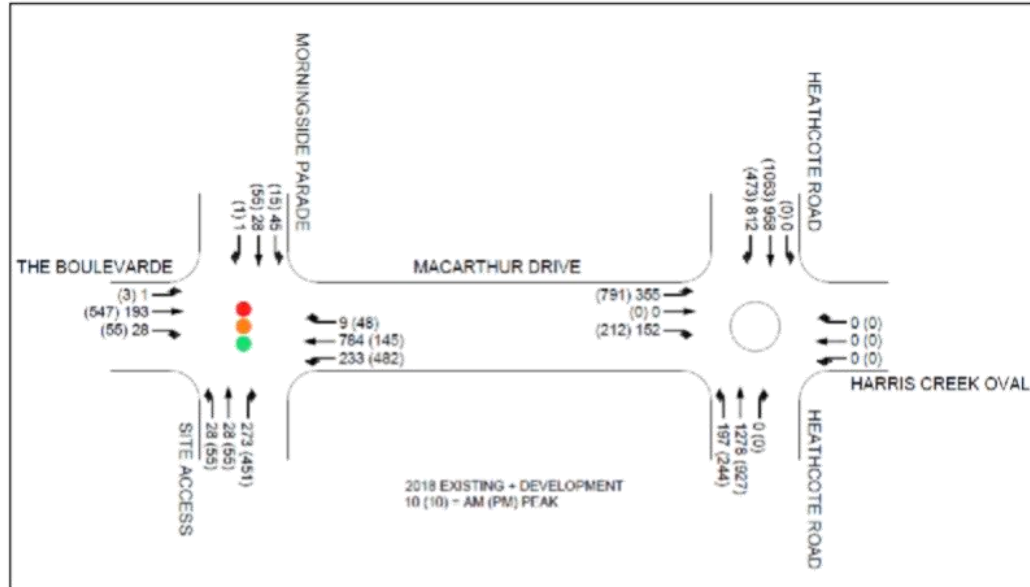 MORNINGSIDE PARADE
HEATHCOTE ROAD
(1) 1
(55) 28
(15) 45
(473) 812
(1063) 958
(0) 0
THE BOULEVARDE
MACARTHUR DRIVE
(3) 1
(547) 193
(55) 28
9 (48)
784 (145)
233 (482)
(791) 355
(0) 0
(212) 152
0 (0)
0 (0)
0 (0)
HARRIS CREEK OVAL
SITE ACCESS
28 (55)
28 (55)
273 (451)
197 (244)
1278 (927)
0 (0)
HEATHCOTE ROAD
2018 EXISTING + DEVELOPMENT
10 (10) = AM (PM) PEAK